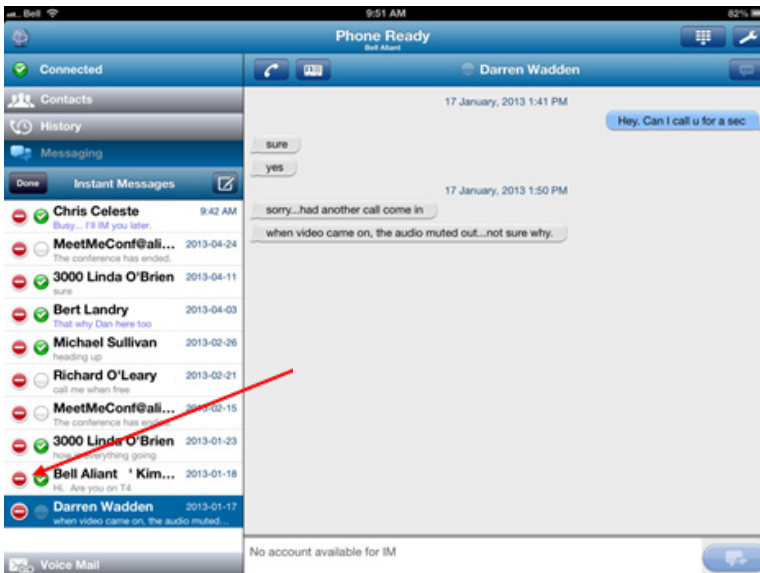 Bell
9:51 AM
82%
Phone Ready
Bell Aliant
Connected
Contacts
History
Messaging
Done
Instant Messages
Chris Celeste
9:42 AM
Busy... I'll IM you later.
MeetMeConf@ali...
2013-04-24
The conference has ended.
3000 Linda O'Brien
2013-04-11
sure
Bert Landry
2013-04-03
That why Dan here too
Michael Sullivan
2013-02-26
heading up
Richard O'Leary
2013-02-21
call me when free
MeetMeConf@ali...
2013-02-15
The conference has ended.
3000 Linda O'Brien
2013-01-23
how is everything going
Bell Aliant ' Kim...
2013-01-18
Hi. Are you on T4
Darren Wadden
2013-01-17
when video came on, the audio muted...
Voice Mail
Darren Wadden
17 January, 2013 1:41 PM
Hey. Can I call u for a sec
sure
yes
17 January, 2013 1:50 PM
sorry...had another call come in
when video came on, the audio muted out...not sure why.
No account available for IM